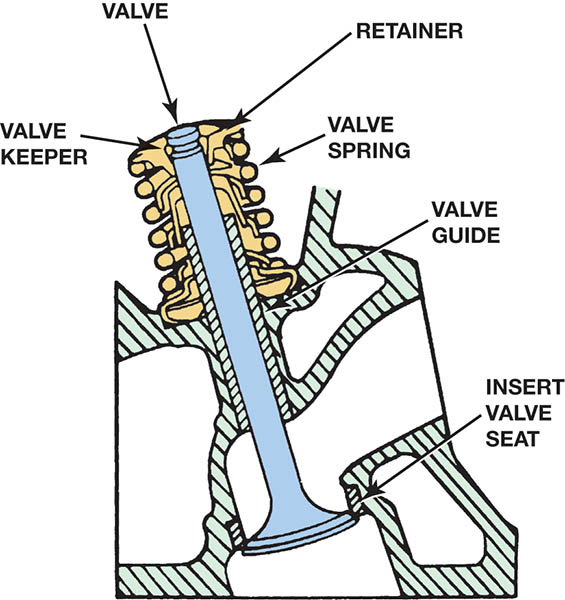 VALVE
RETAINER
VALVE
KEEPER
VALVE
SPRING
VALVE
GUIDE
INSERT
VALVE
SEAT